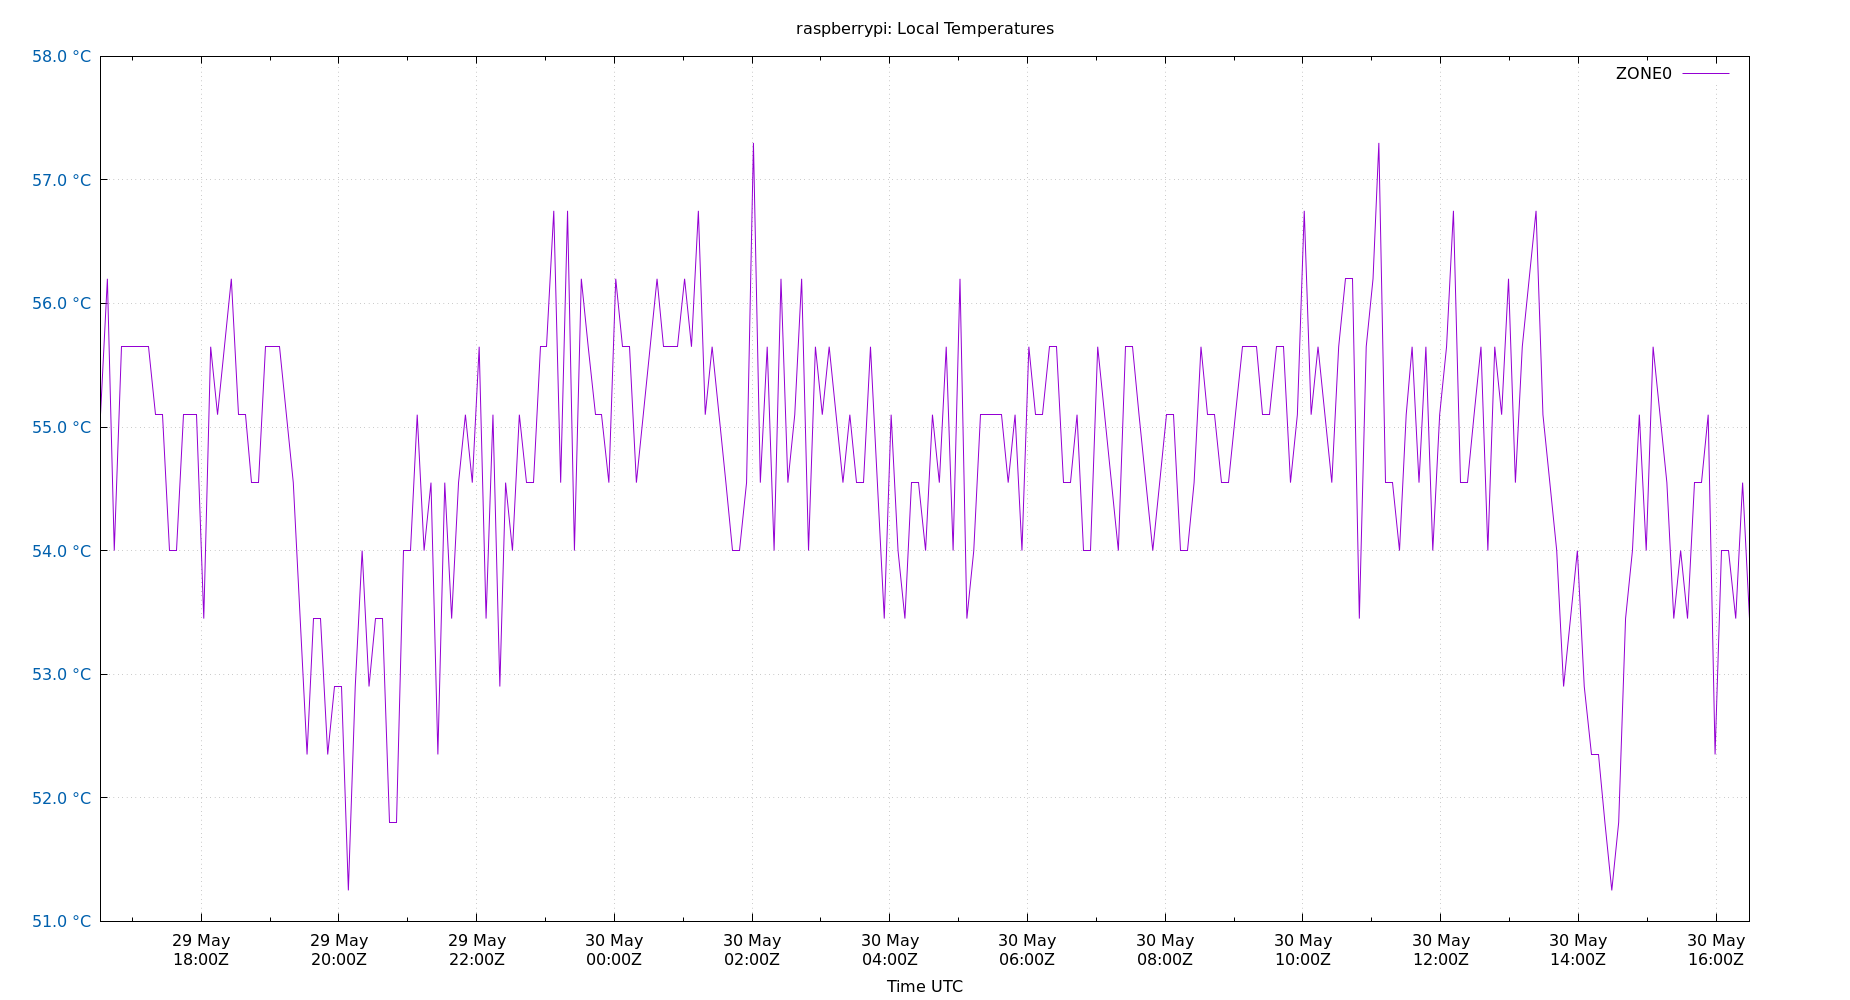 raspberrypi: Local Temperatures
58.0 °C
ZONE0
57.0 °C
56.0 °C
55.0 °C
54.0 °C
53.0 °C
52.0 °C
51.0 °C
29 May 29 May 29 May 30 May 30 May 30 May 30 May 30 May 30 May 30 May 30 May 30 May
18:00Z 20:00Z 22:00Z 00:00Z 02:00Z 04:00Z 06:00Z 08:00Z 10:00Z 12:00Z 14:00Z 16:00Z
Time UTC